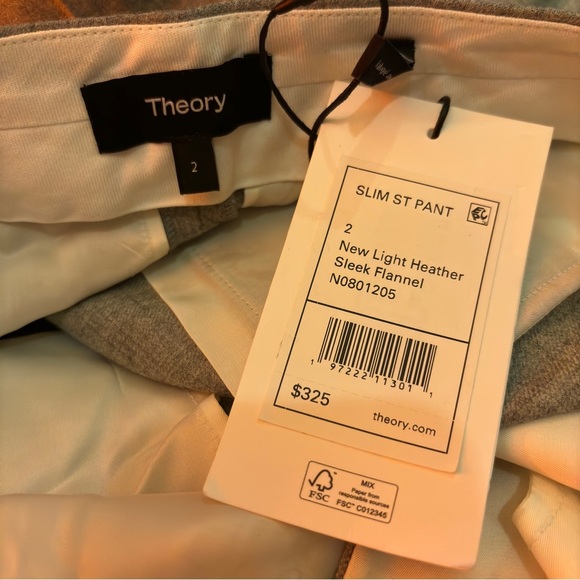 Theory
2
SLIM ST PANT
2
New Light Heather
Sleek Flannel
N0801205
1 97222 11301 1
$325
theory.com
FSC
MIX
Paper from
responsible sources
FSC™ C012345